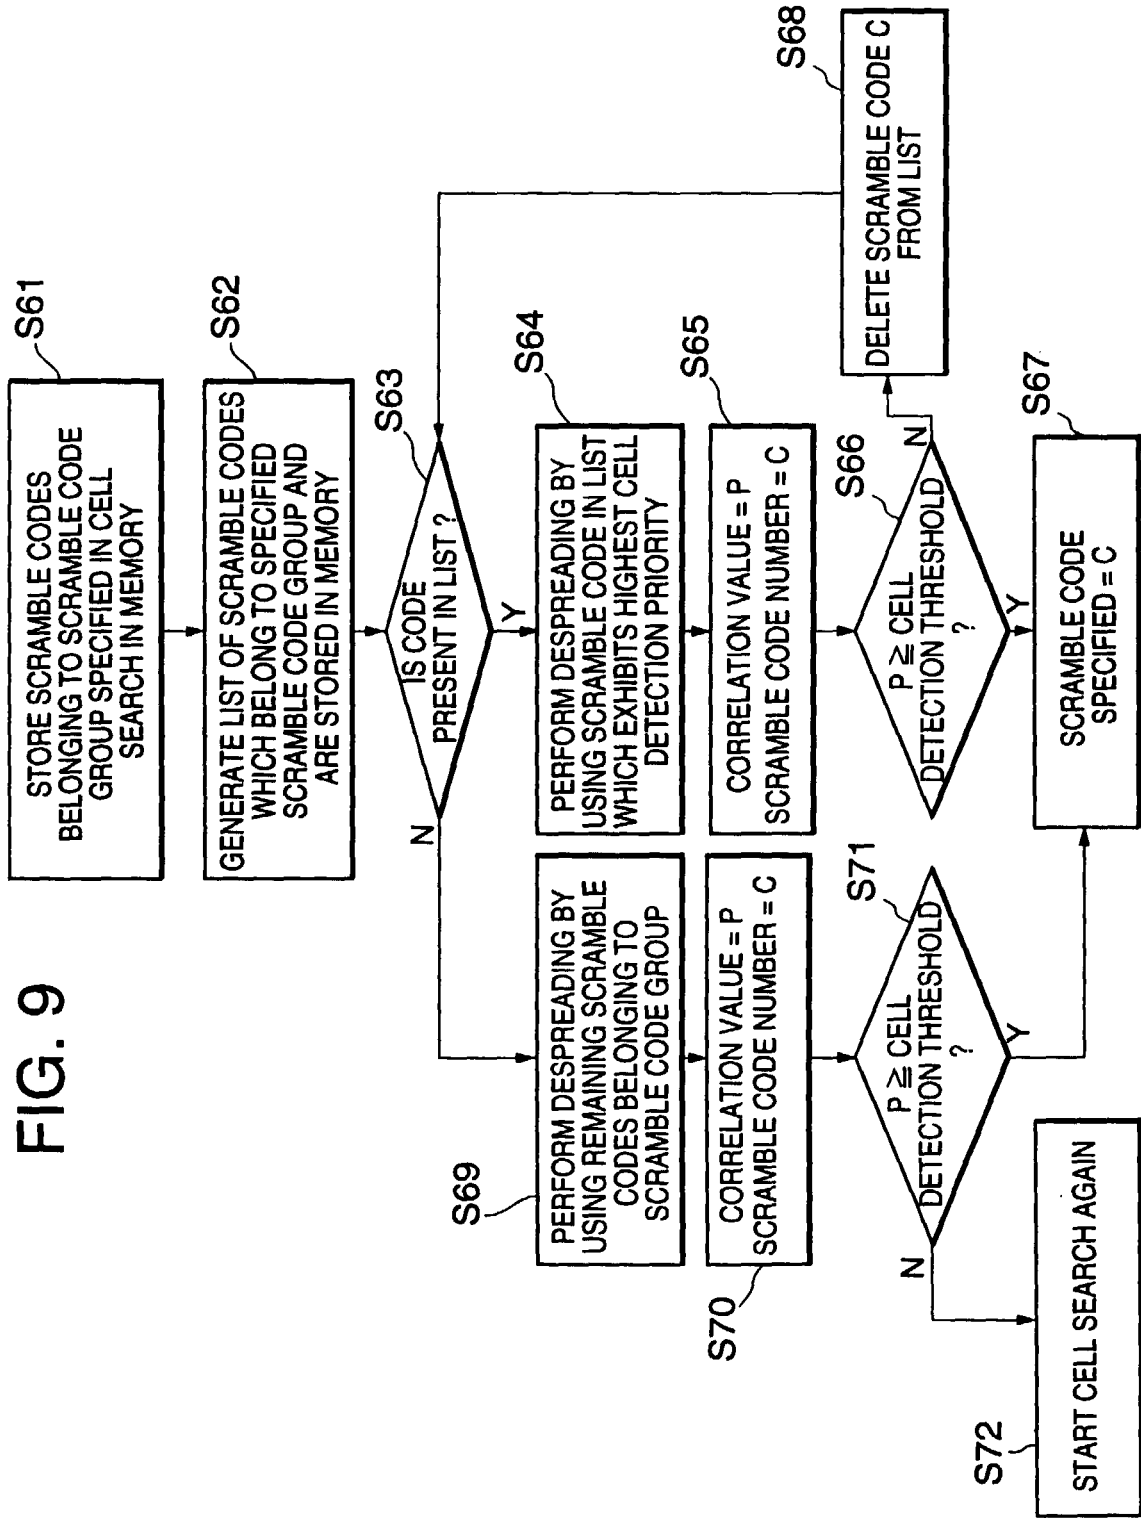 FIG. 9
S61
STORE SCRAMBLE CODES
BELONGING TO SCRAMBLE CODE
GROUP SPECIFIED IN CELL
SEARCH IN MEMORY
S62
GENERATE LIST OF SCRAMBLE CODES
WHICH BELONG TO SPECIFIED
SCRAMBLE CODE GROUP AND
ARE STORED IN MEMORY
S63
IS CODE
PRESENT IN LIST ?
N
Y
S64
PERFORM DESPREADING BY
USING SCRAMBLE CODE IN LIST
WHICH EXHIBITS HIGHEST CELL
DETECTION PRIORITY
S65
CORRELATION VALUE = P
SCRAMBLE CODE NUMBER = C
S66
P ≧ CELL
DETECTION THRESHOLD
?
N
Y
S67
SCRAMBLE CODE
SPECIFIED = C
S68
DELETE SCRAMBLE CODE C
FROM LIST
S69
PERFORM DESPREADING BY
USING REMAINING SCRAMBLE
CODES BELONGING TO
SCRAMBLE CODE GROUP
S70
CORRELATION VALUE = P
SCRAMBLE CODE NUMBER = C
S71
P ≧ CELL
DETECTION THRESHOLD
?
N
Y
S72
START CELL SEARCH AGAIN